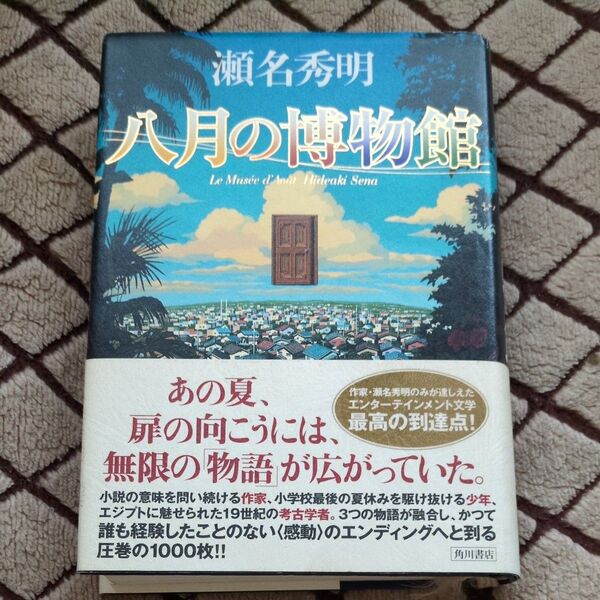 瀬名秀明
八月の博物館
Le Musée d'Août Hideaki Sena
あの夏、
扉の向こうには、
無限の「物語」が広がっていた。
作家・瀬名秀明のみが達しえた
エンターテインメント文学
最高の到達点!
小説の意味を問い続ける作家、小学校最後の夏休みを駆け抜ける少年、
エジプトに魅せられた19世紀の考古学者。3つの物語が融合し、かつて
誰も経験したことのない〈感動〉のエンディングへと到る
圧巻の1000枚!!
角川書店